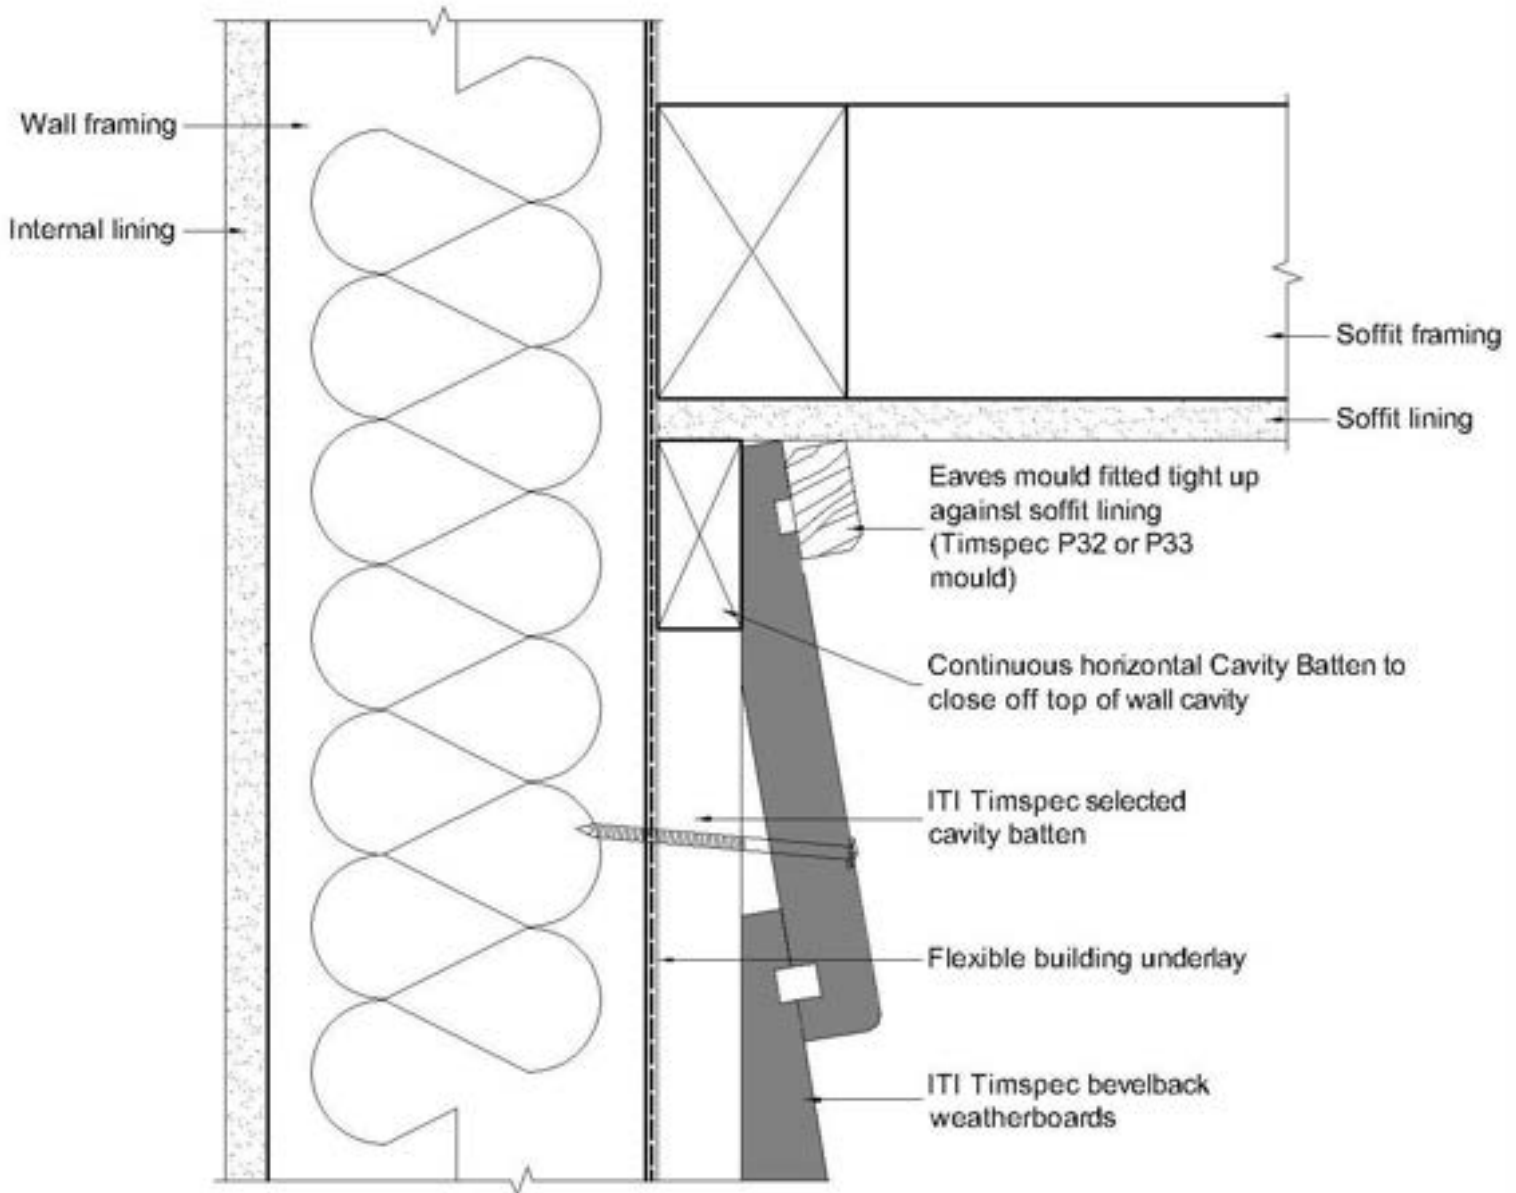 Wall framing
Internal lining
Soffit framing
Soffit lining
Eaves mould fitted tight up
against soffit lining
(Timspec P32 or P33
mould)
Continuous horizontal Cavity Batten to
close off top of wall cavity
ITI Timspec selected
cavity batten
Flexible building underlay
ITI Timspec bevelback
weatherboards